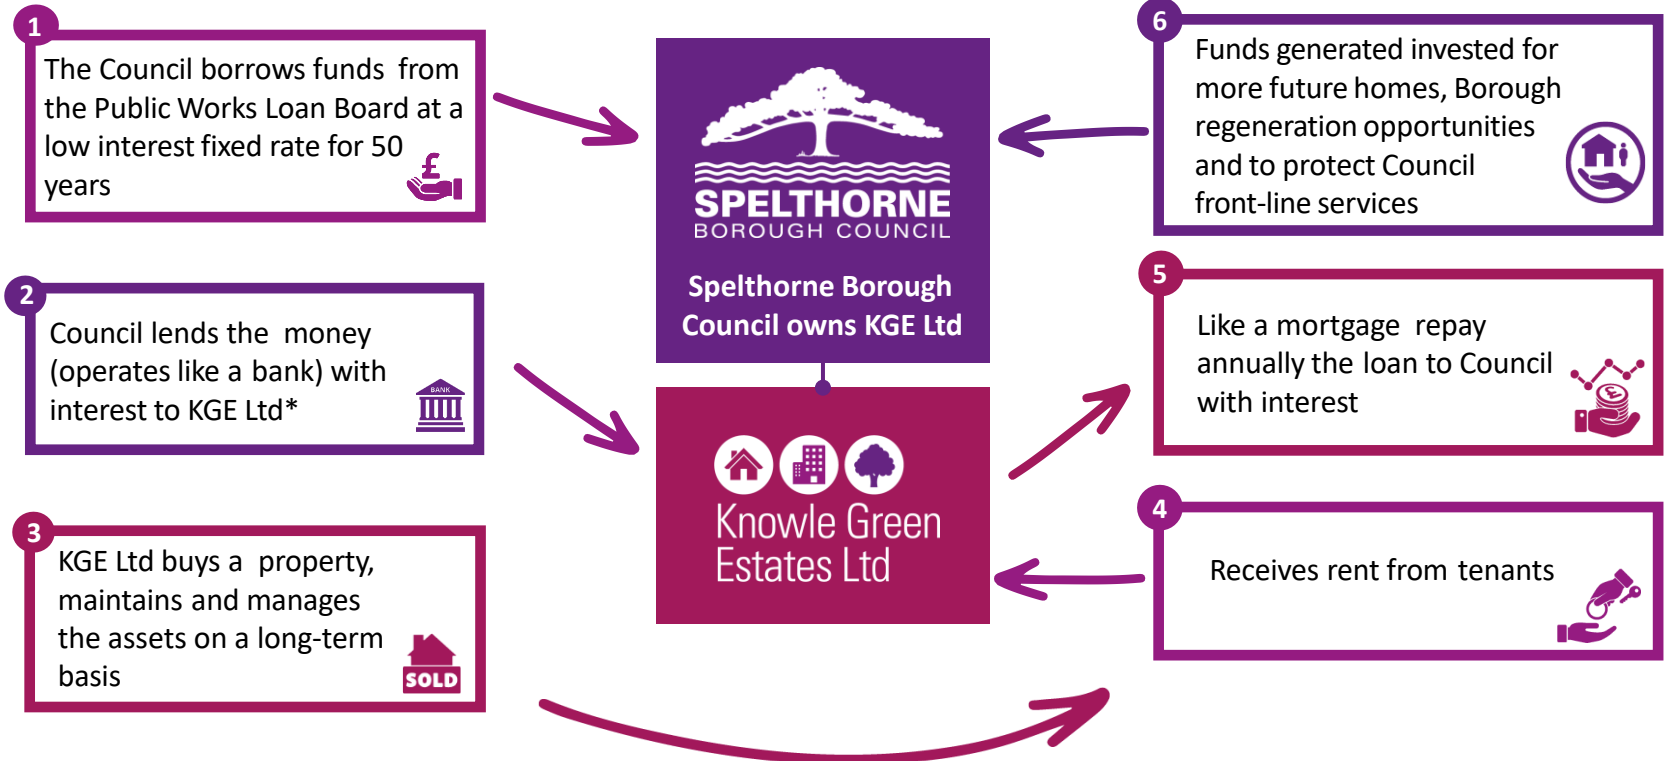 1
The Council borrows funds from
the Public Works Loan Board at a
low interest fixed rate for 50
years
£
2
Council lends the money
(operates like a bank) with
interest to KGE Ltd*
BANK
3
KGE Ltd buys a property,
maintains and manages
the assets on a long-term
basis
SOLD
SPELTHORNE
BOROUGH COUNCIL
Spelthorne Borough
Council owns KGE Ltd
Knowle Green
Estates Ltd
6
Funds generated invested for
more future homes, Borough
regeneration opportunities
and to protect Council
front-line services
5
Like a mortgage repay
annually the loan to Council
with interest
£
4
Receives rent from tenants